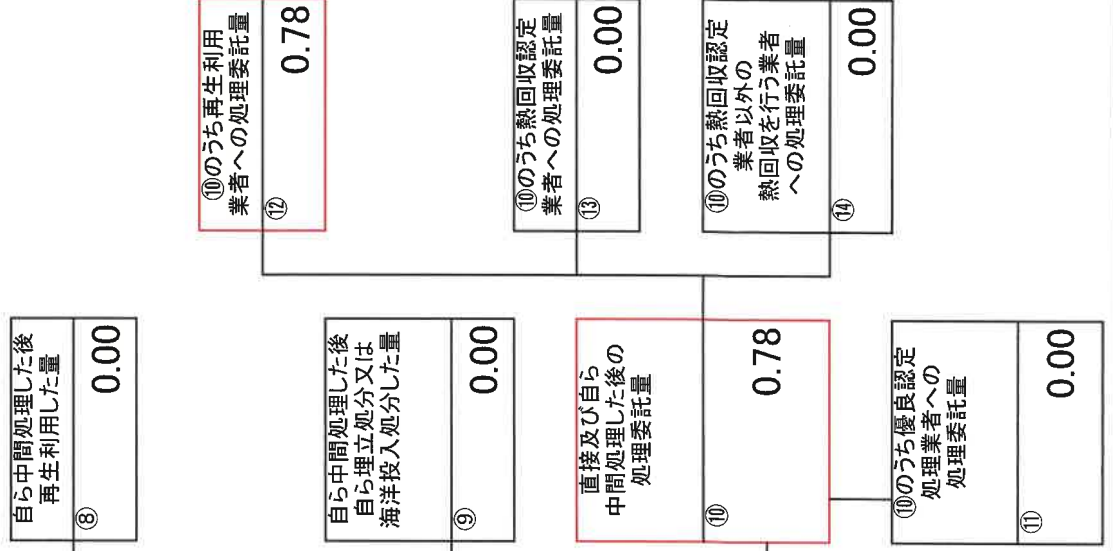 自ら中間処理した後
再生利用した量
⑧
0.00
自ら中間処理した後
自ら埋立処分又は
海洋投入処分した量
⑨
0.00
直接及び自ら
中間処理した後の
処理委託量
⑩
0.78
⑩のうち優良認定
処理業者への
処理委託量
⑪
0.00
⑩のうち再生利用
業者への処理委託量
⑫
0.78
⑩のうち熱回収認定
業者への処理委託量
⑬
0.00
⑩のうち熱回収認定
業者以外の
熱回収を行う業者
への処理委託量
⑭
0.00